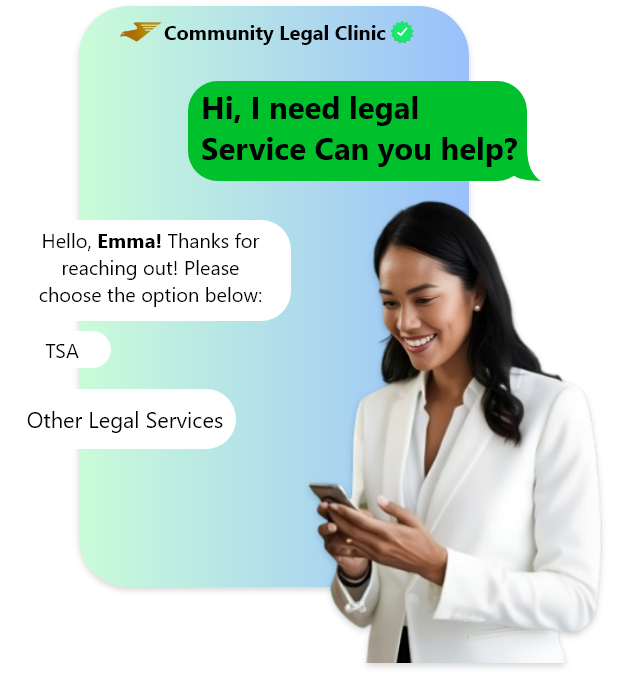 Community Legal Clinic
Hi, I need legal
Service Can you help?
Hello, Emma! Thanks for
reaching out! Please
choose the option below:
TSA
Other Legal Services